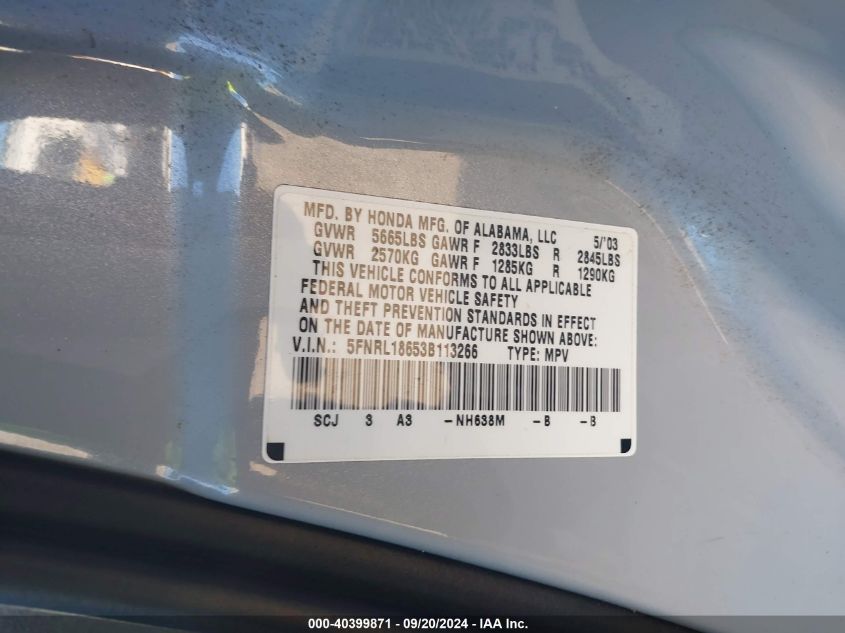 MFD. BY HONDA MFG. OF ALABAMA, LLC 5/'03
GVWR 5665LBS GAWR F 2833LBS R 2845LBS
GVWR 2570KG GAWR F 1285KG R 1290KG
THIS VEHICLE CONFORMS TO ALL APPLICABLE
FEDERAL MOTOR VEHICLE SAFETY
AND THEFT PREVENTION STANDARDS IN EFFECT
ON THE DATE OF MANUFACTURE SHOWN ABOVE:
V.I.N.: 5FNRL18653B113266 TYPE: MPV
SCJ 3 A3 -NH638M -B -B
000-40399871 - 09/20/2024 - IAA Inc.